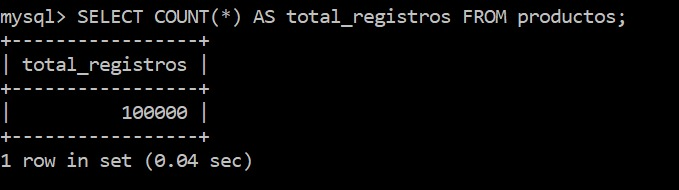 mysql> SELECT COUNT(*) AS total_registros FROM productos;
+-----------------+
| total_registros |
+-----------------+
|          100000 |
+-----------------+
1 row in set (0.04 sec)